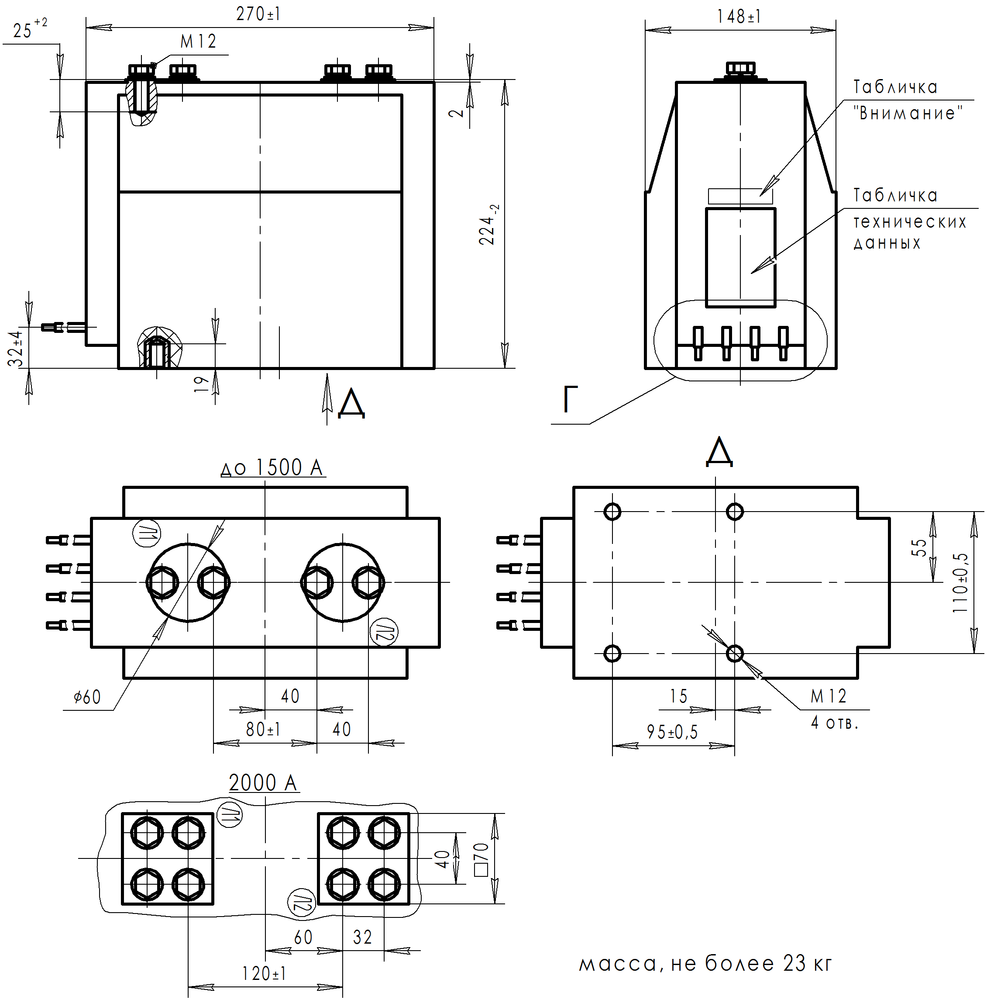 270±1
25+2
М12
148±1
Табличка
"Внимание"
2
Табличка
технических
данных
224-2
32±4
19
Д
Г
до 1500 А
Д
Л1
Л2
55
110±0,5
⌀60
40
80±1
40
15
М12
4 отв.
95±0,5
2000 А
Л1
Л2
40
□70
60
32
120±1
масса, не более 23 кг